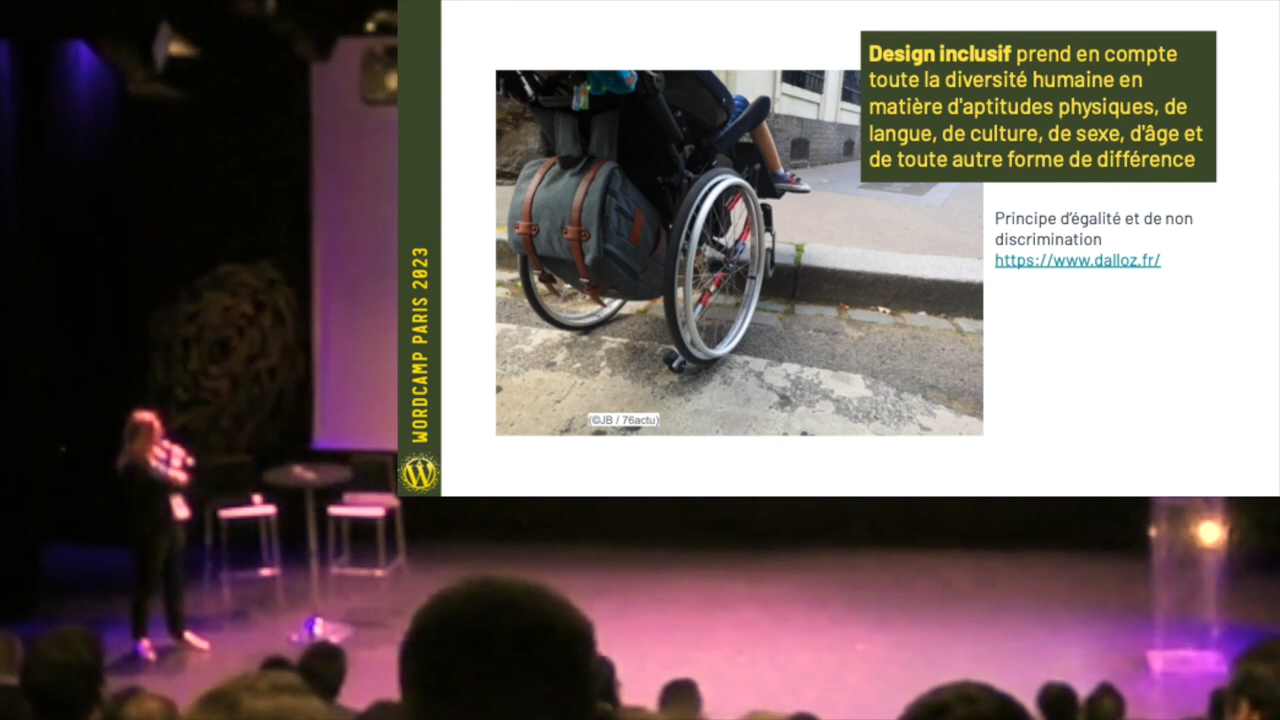 WORDCAMP PARIS 2023
Design inclusif prend en compte
toute la diversité humaine en
matière d'aptitudes physiques, de
langue, de culture, de sexe, d'âge et
de toute autre forme de différence
Principe d'égalité et de non
discrimination
https://www.dalloz.fr/
(©JB / 76actu)